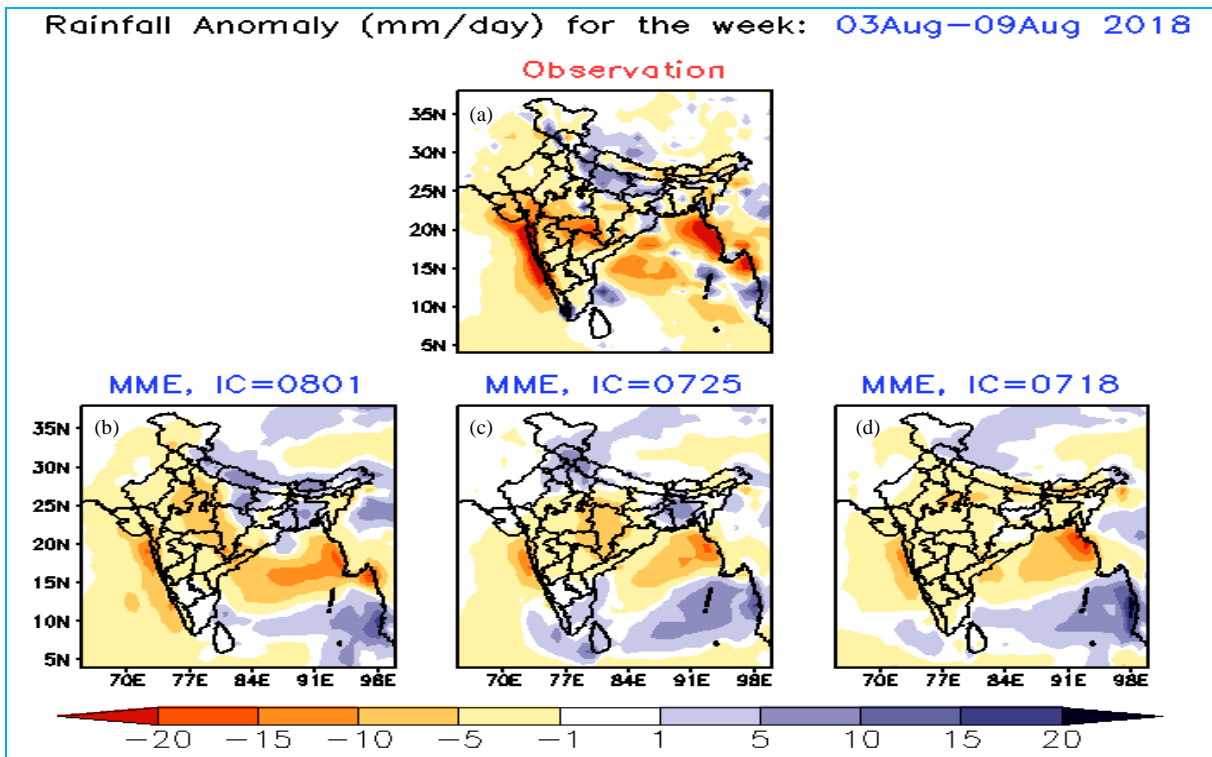 Rainfall Anomaly (mm/day) for the week: 03Aug-09Aug 2018
Observation
(a)
35N
30N
25N
20N
15N
10N
5N
MME, IC=0801 MME, IC=0725 MME, IC=0718
(b) (c) (d)
35N
30N
25N
20N
15N
10N
5N
70E 77E 84E 91E 98E 70E 77E 84E 91E 98E 70E 77E 84E 91E 98E
-20 -15 -10 -5 -1 1 5 10 15 20